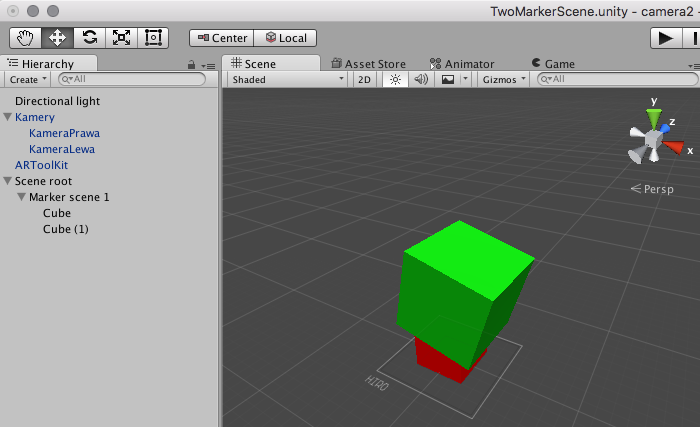 TwoMarkerScene.unity - camera2 -
Center
Local
Hierarchy
Create
All
Directional light
Kamery
KameraPrawa
KameraLewa
ARToolKit
Scene root
Marker scene 1
Cube
Cube (1)
Scene
Asset Store
Animator
Game
Shaded
2D
Gizmos
All
y
z
x
Persp
HIRO